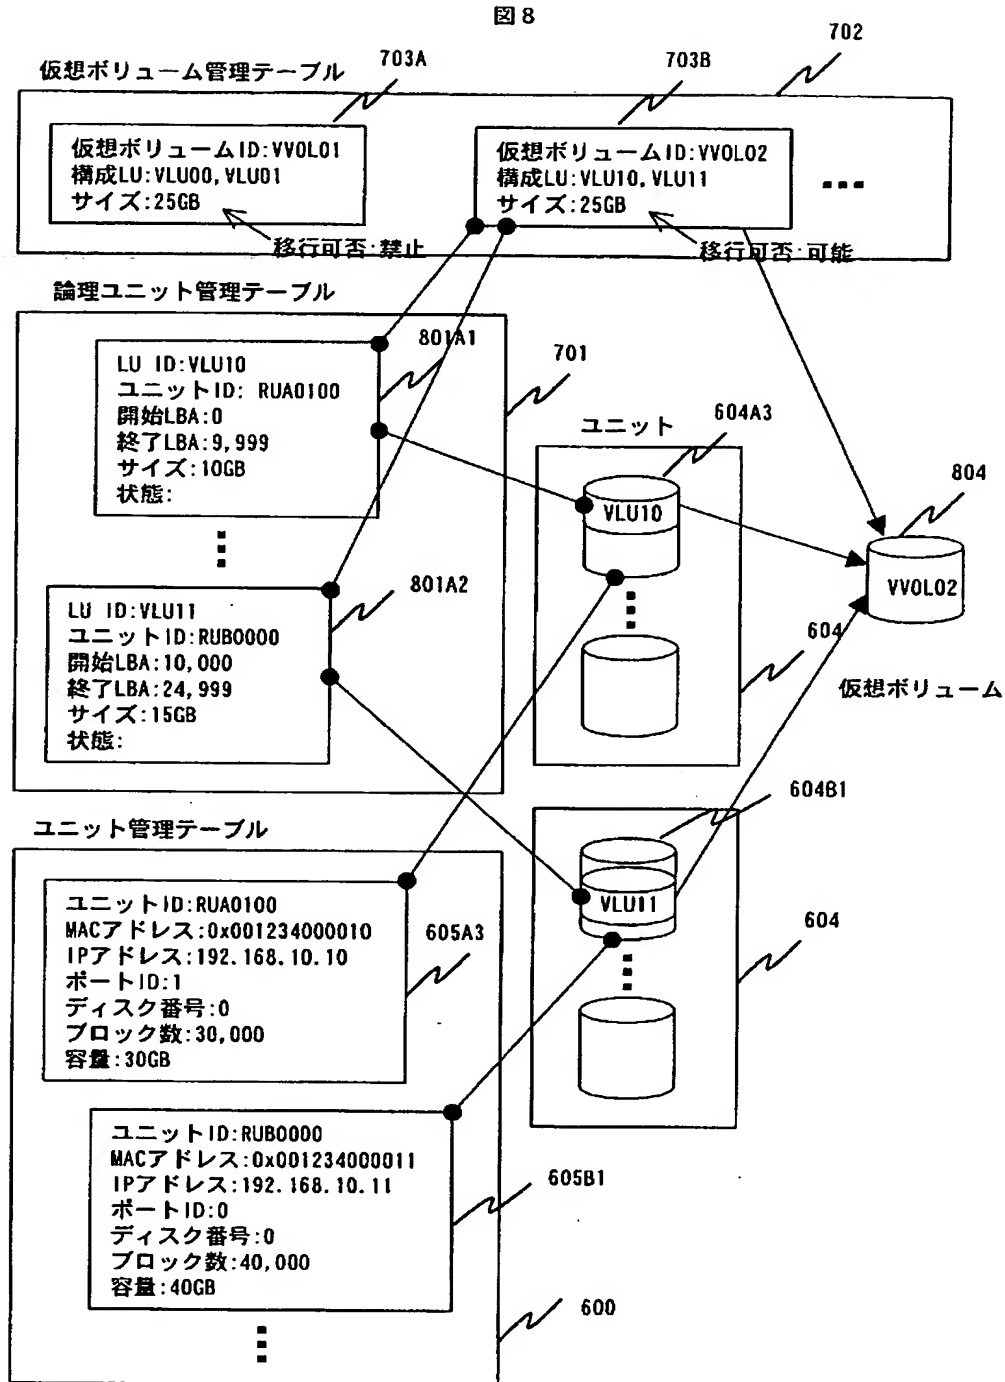 図8
702
703A
703B
仮想ボリューム管理テーブル
仮想ボリュームID:VVOL01
構成LU:VLU00,VLU01
サイズ:25GB
移行可否:禁止
仮想ボリュームID:VVOL02
構成LU:VLU10,VLU11
サイズ:25GB
移行可否:可能
論理ユニット管理テーブル
801A1
701
LU ID:VLU10
ユニットID: RUA0100
開始LBA:0
終了LBA:9,999
サイズ:10GB
状態:
801A2
LU ID:VLU11
ユニットID:RUB0000
開始LBA:10,000
終了LBA:24,999
サイズ:15GB
状態:
ユニット
604A3
VLU10
604
804
VVOL02
仮想ボリューム
604B1
VLU11
604
ユニット管理テーブル
ユニットID:RUA0100
MACアドレス:0x001234000010
IPアドレス:192.168.10.10
ポートID:1
ディスク番号:0
ブロック数:30,000
容量:30GB
605A3
ユニットID:RUB0000
MACアドレス:0x001234000011
IPアドレス:192.168.10.11
ポートID:0
ディスク番号:0
ブロック数:40,000
容量:40GB
605B1
600